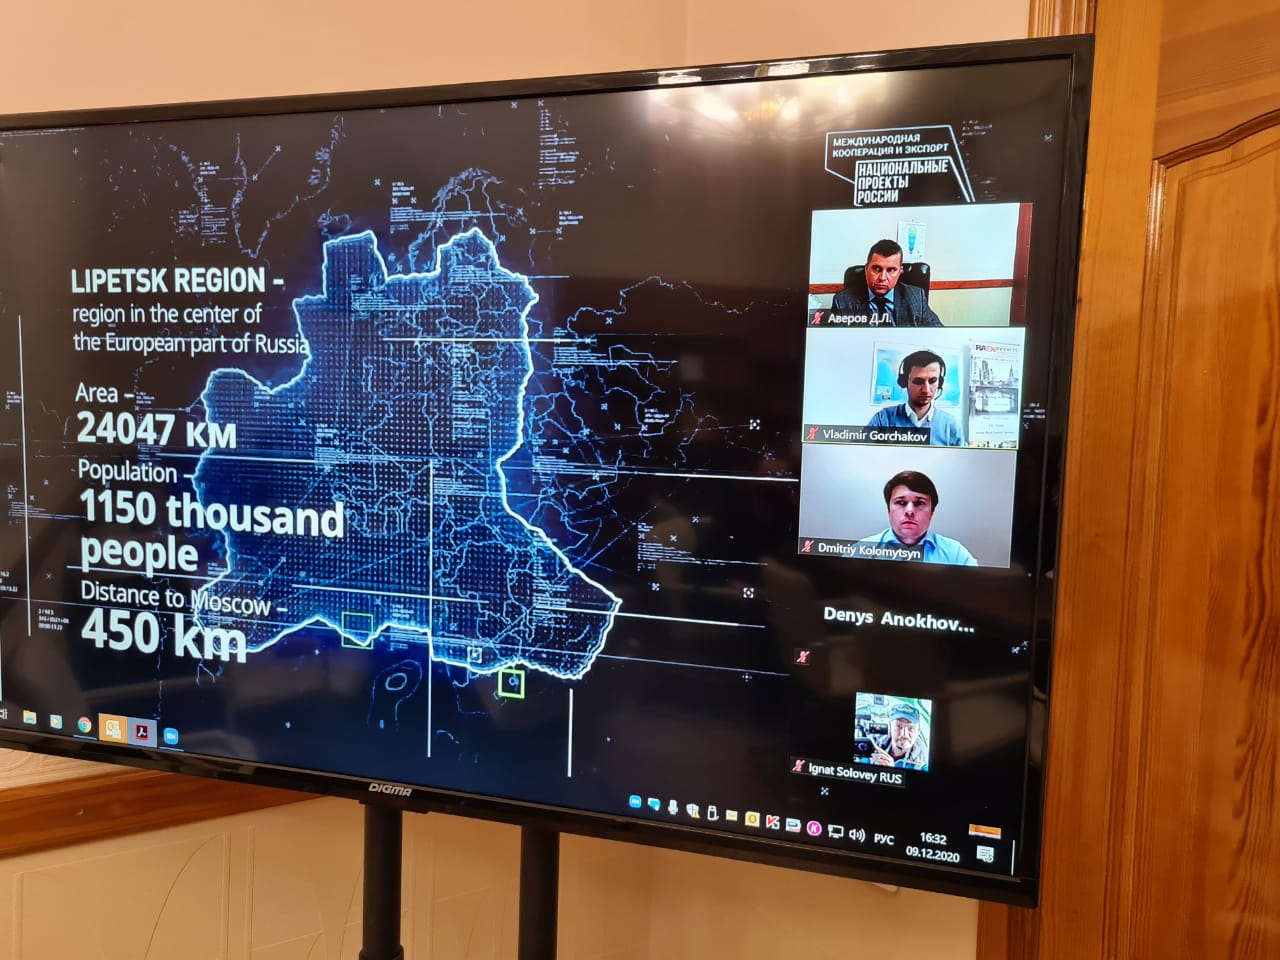 LIPETSK REGION –
region in the center of
the European part of Russia
Area –
24047 км
Population –
1150 thousand
people
Distance to Moscow –
450 km
МЕЖДУНАРОДНАЯ
КООПЕРАЦИЯ И ЭКСПОРТ
НАЦИОНАЛЬНЫЕ
ПРОЕКТЫ
РОССИИ
Аверов Д.Л.
Vladimir Gorchakov
Dmitriy Kolomytsyn
Denys Anokhov...
Ignat Solovey RUS
РУС
16:32
09.12.2020
DIGMA